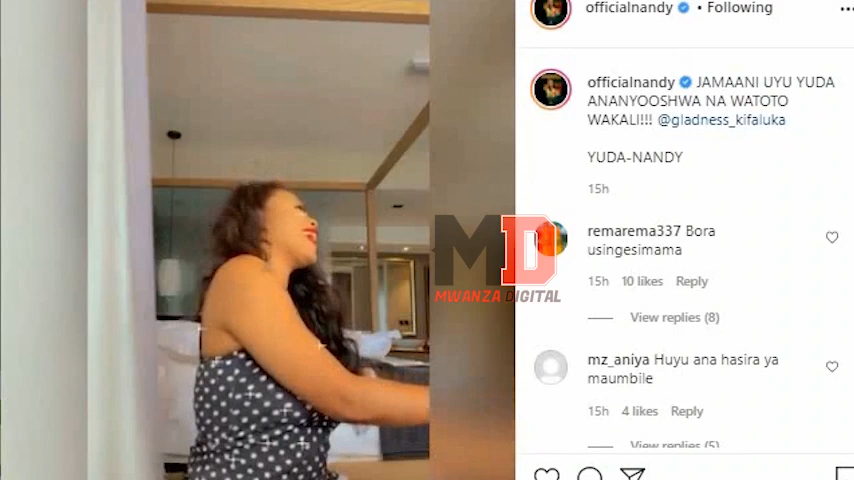 officialnandy • Following
officialnandy JAMAANI UYU YUDA
ANANYOOSHWA NA WATOTO
WAKALI!!! @gladness_kifaluka
YUDA-NANDY
15h
remarema337 Bora
usingesimama
15h 10 likes Reply
View replies (8)
mz_aniya Huyu ana hasira ya
maumbile
15h 4 likes Reply
View replies (5)
MD
MWANZA DIGITAL